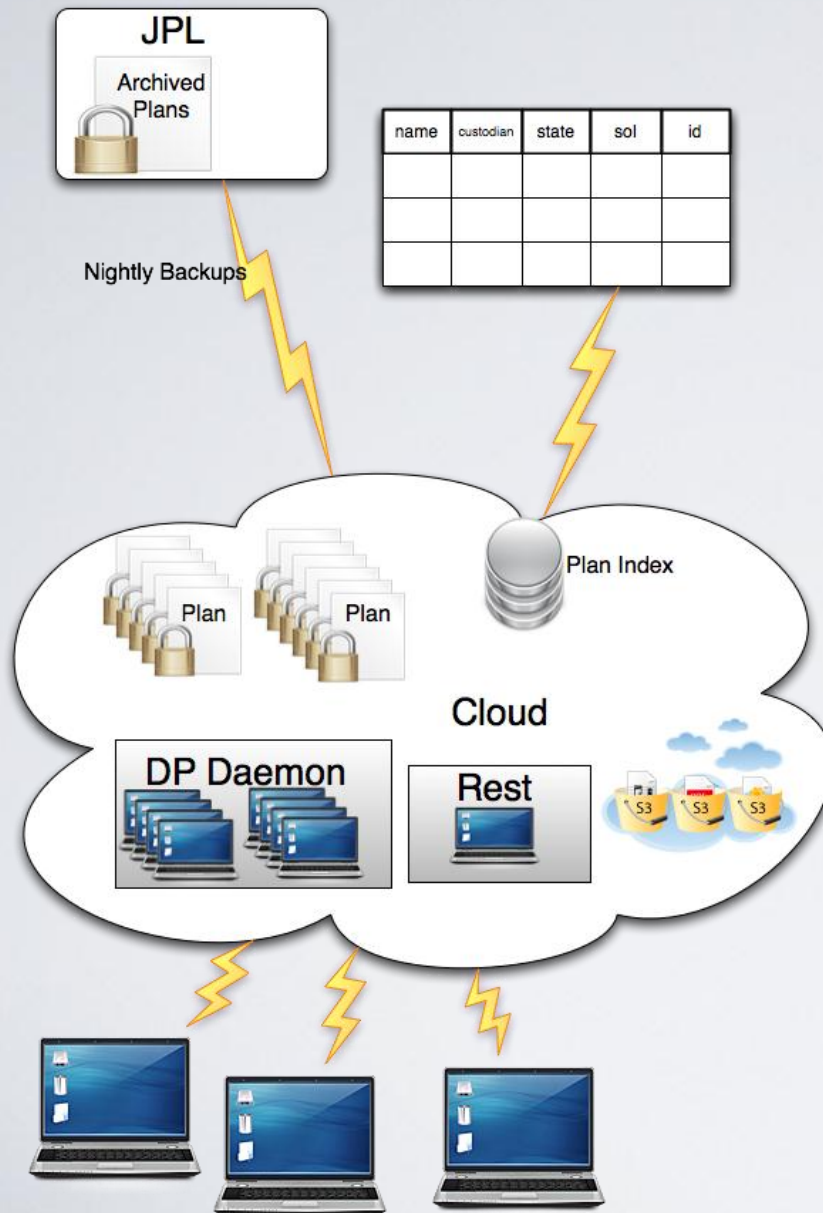 JPL
Archived
Plans
name custodian state sol id
Nightly Backups
Plan Plan
Plan Index
Cloud
DP Daemon
Rest
S3 S3 S3